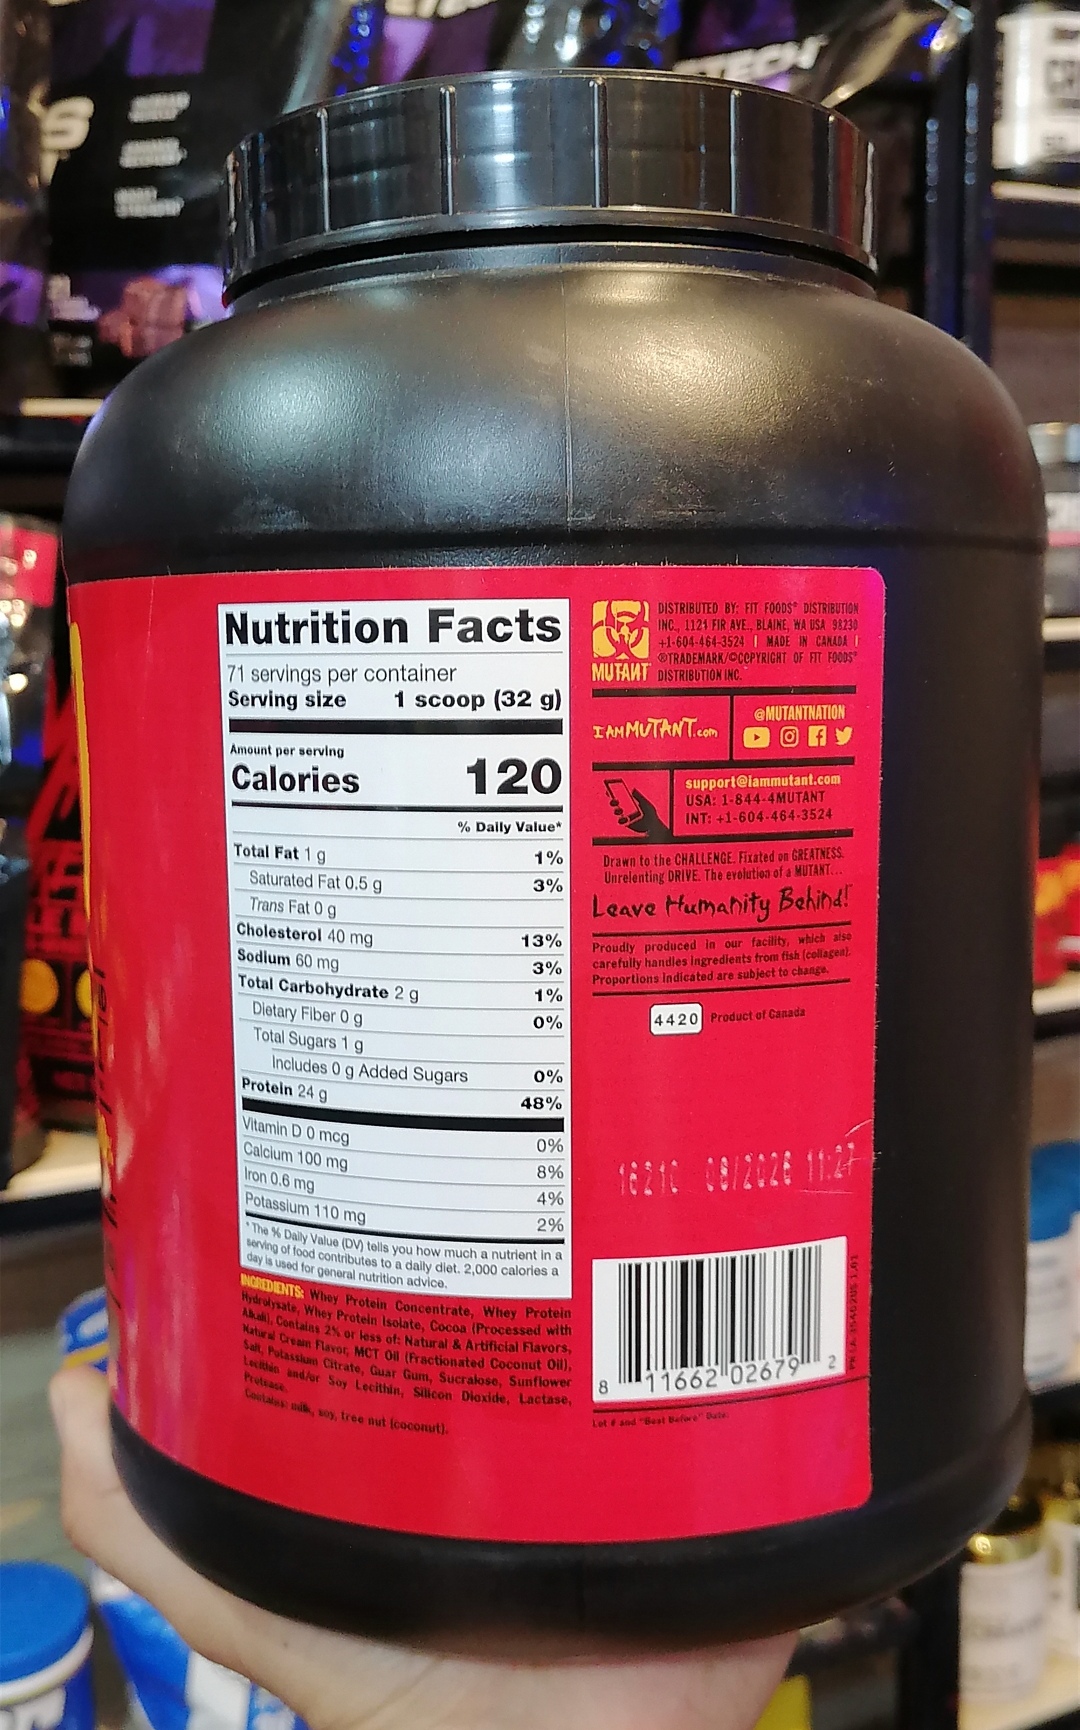 TECH
Nutrition Facts
71 servings per container
Serving size 1 scoop (32 g)
Amount per serving
Calories 120
% Daily Value*
Total Fat 1 g 1%
Saturated Fat 0.5 g 3%
Trans Fat 0 g
Cholesterol 40 mg 13%
Sodium 60 mg 3%
Total Carbohydrate 2 g 1%
Dietary Fiber 0 g 0%
Total Sugars 1 g
Includes 0 g Added Sugars 0%
Protein 24 g 48%
Vitamin D 0 mcg 0%
Calcium 100 mg 8%
Iron 0.6 mg 4%
Potassium 110 mg 2%
*The % Daily Value (DV) tells you how much a nutrient in a
serving of food contributes to a daily diet. 2,000 calories a
day is used for general nutrition advice.
INGREDIENTS: Whey Protein Concentrate, Whey Protein
Hydrolysate, Whey Protein Isolate, Cocoa (Processed with
Alkali), Contains 2% or less of: Natural & Artificial Flavors,
Natural Cream Flavor, MCT Oil (Fractionated Coconut Oil),
Salt, Potassium Citrate, Guar Gum, Sucralose, Sunflower
Lecithin and/or Soy Lecithin, Silicon Dioxide, Lactase,
Protease.
Contains: milk, soy, tree nut (coconut).
MUTANT
DISTRIBUTED BY: FIT FOODS® DISTRIBUTION
INC., 1121 FIR AVE., BLAINE, WA USA 98230
+1-604-464-3524 | MADE IN CANADA |
®TRADEMARK/©COPYRIGHT OF FIT FOODS®
DISTRIBUTION INC.
I AM MUTANT.com
@MUTANTNATION
support@iammutant.com
USA: 1-844-4MUTANT
INT: +1-604-464-3524
Drawn to the CHALLENGE. Fixated on GREATNESS.
Unrelenting DRIVE. The evolution of a MUTANT...
Leave Humanity Behind!
Proudly produced in our facility, which also
carefully handles ingredients from fish (collagen).
Proportions indicated are subject to change.
4420 Product of Canada
08/2026 11:27
8 11662 02679 2
Lot # and "Best Before" Date: